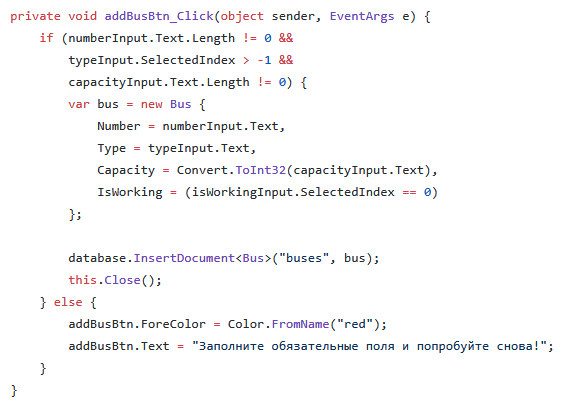 private void addBusBtn_Click(object sender, EventArgs e) {
    if (numberInput.Text.Length != 0 &&
        typeInput.SelectedIndex > -1 &&
        capacityInput.Text.Length != 0) {
        var bus = new Bus {
            Number = numberInput.Text,
            Type = typeInput.Text,
            Capacity = Convert.ToInt32(capacityInput.Text),
            IsWorking = (isWorkingInput.SelectedIndex == 0)
        };

        database.InsertDocument<Bus>("buses", bus);
        this.Close();
    } else {
        addBusBtn.ForeColor = Color.FromName("red");
        addBusBtn.Text = "Заполните обязательные поля и попробуйте снова!";
    }
}